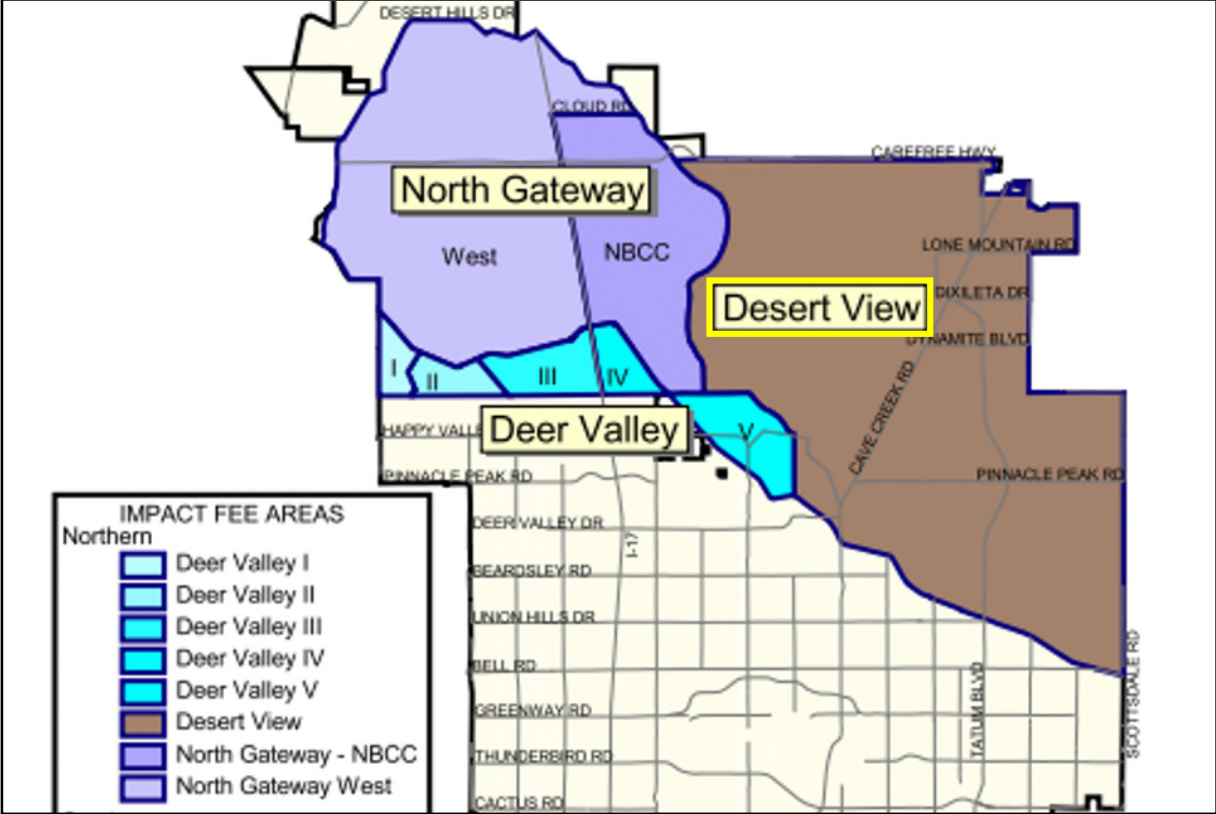 DESERT HILLS DR
CLOUD RD
CAREFREE HWY
North Gateway
West
NBCC
LONE MOUNTAIN RD
Desert View
DIXILETA DR
DYNAMITE BLVD
I
II
III
IV
CAVE CREEK RD
Deer Valley
HAPPY VALLE
V
PINNACLE PEAK RD
PINNACLE PEAK RD
DEER VALLEY DR
I-17
BEARDSLEY RD
UNION HILLS DR
BELL RD
TATUM BLVD
SCOTTSDALE RD
GREENWAY RD
THUNDERBIRD RD
CACTUS RD
IMPACT FEE AREAS
Northern
Deer Valley I
Deer Valley II
Deer Valley III
Deer Valley IV
Deer Valley V
Desert View
North Gateway - NBCC
North Gateway West